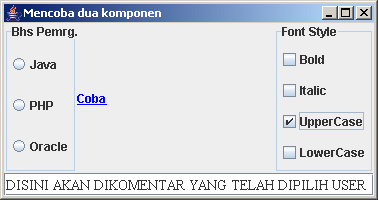 Mencoba dua komponen
Bhs Pemrg.
Java
PHP
Oracle
Coba
Font Style
Bold
Italic
UpperCase
LowerCase
DISINI AKAN DIKOMENTAR YANG TELAH DIPILIH USER